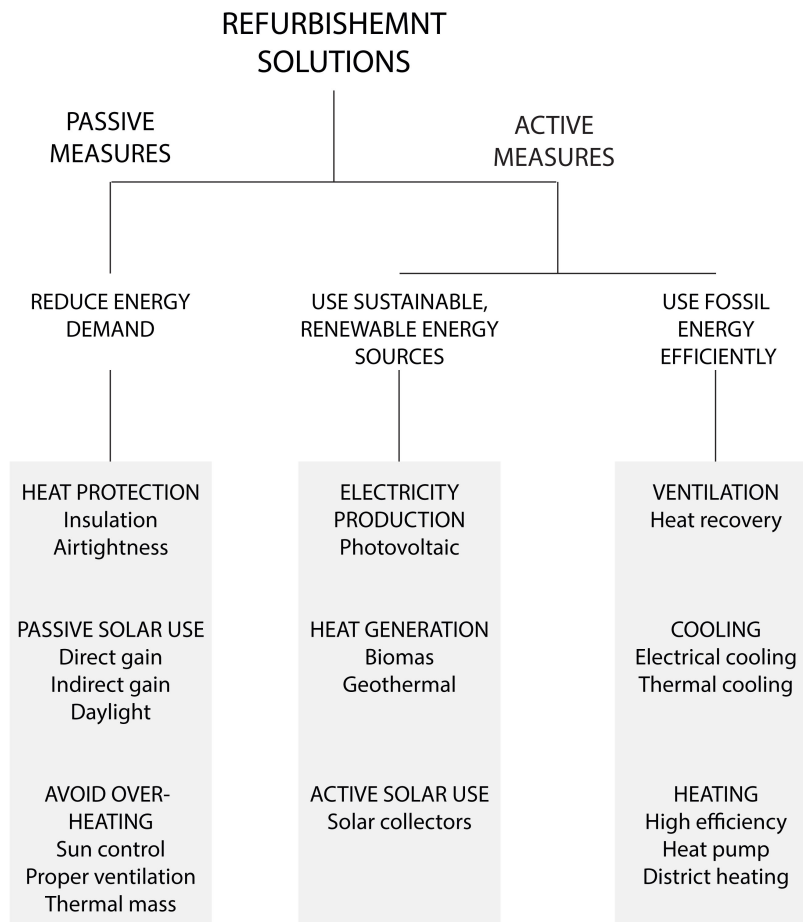 REFURBISHEMNT
SOLUTIONS
PASSIVE
MEASURES
ACTIVE
MEASURES
REDUCE ENERGY
DEMAND
USE SUSTAINABLE,
RENEWABLE ENERGY
SOURCES
USE FOSSIL
ENERGY
EFFICIENTLY
HEAT PROTECTION
Insulation
Airtightness
PASSIVE SOLAR USE
Direct gain
Indirect gain
Daylight
AVOID OVER-
HEATING
Sun control
Proper ventilation
Thermal mass
ELECTRICITY
PRODUCTION
Photovoltaic
HEAT GENERATION
Biomas
Geothermal
ACTIVE SOLAR USE
Solar collectors
VENTILATION
Heat recovery
COOLING
Electrical cooling
Thermal cooling
HEATING
High efficiency
Heat pump
District heating